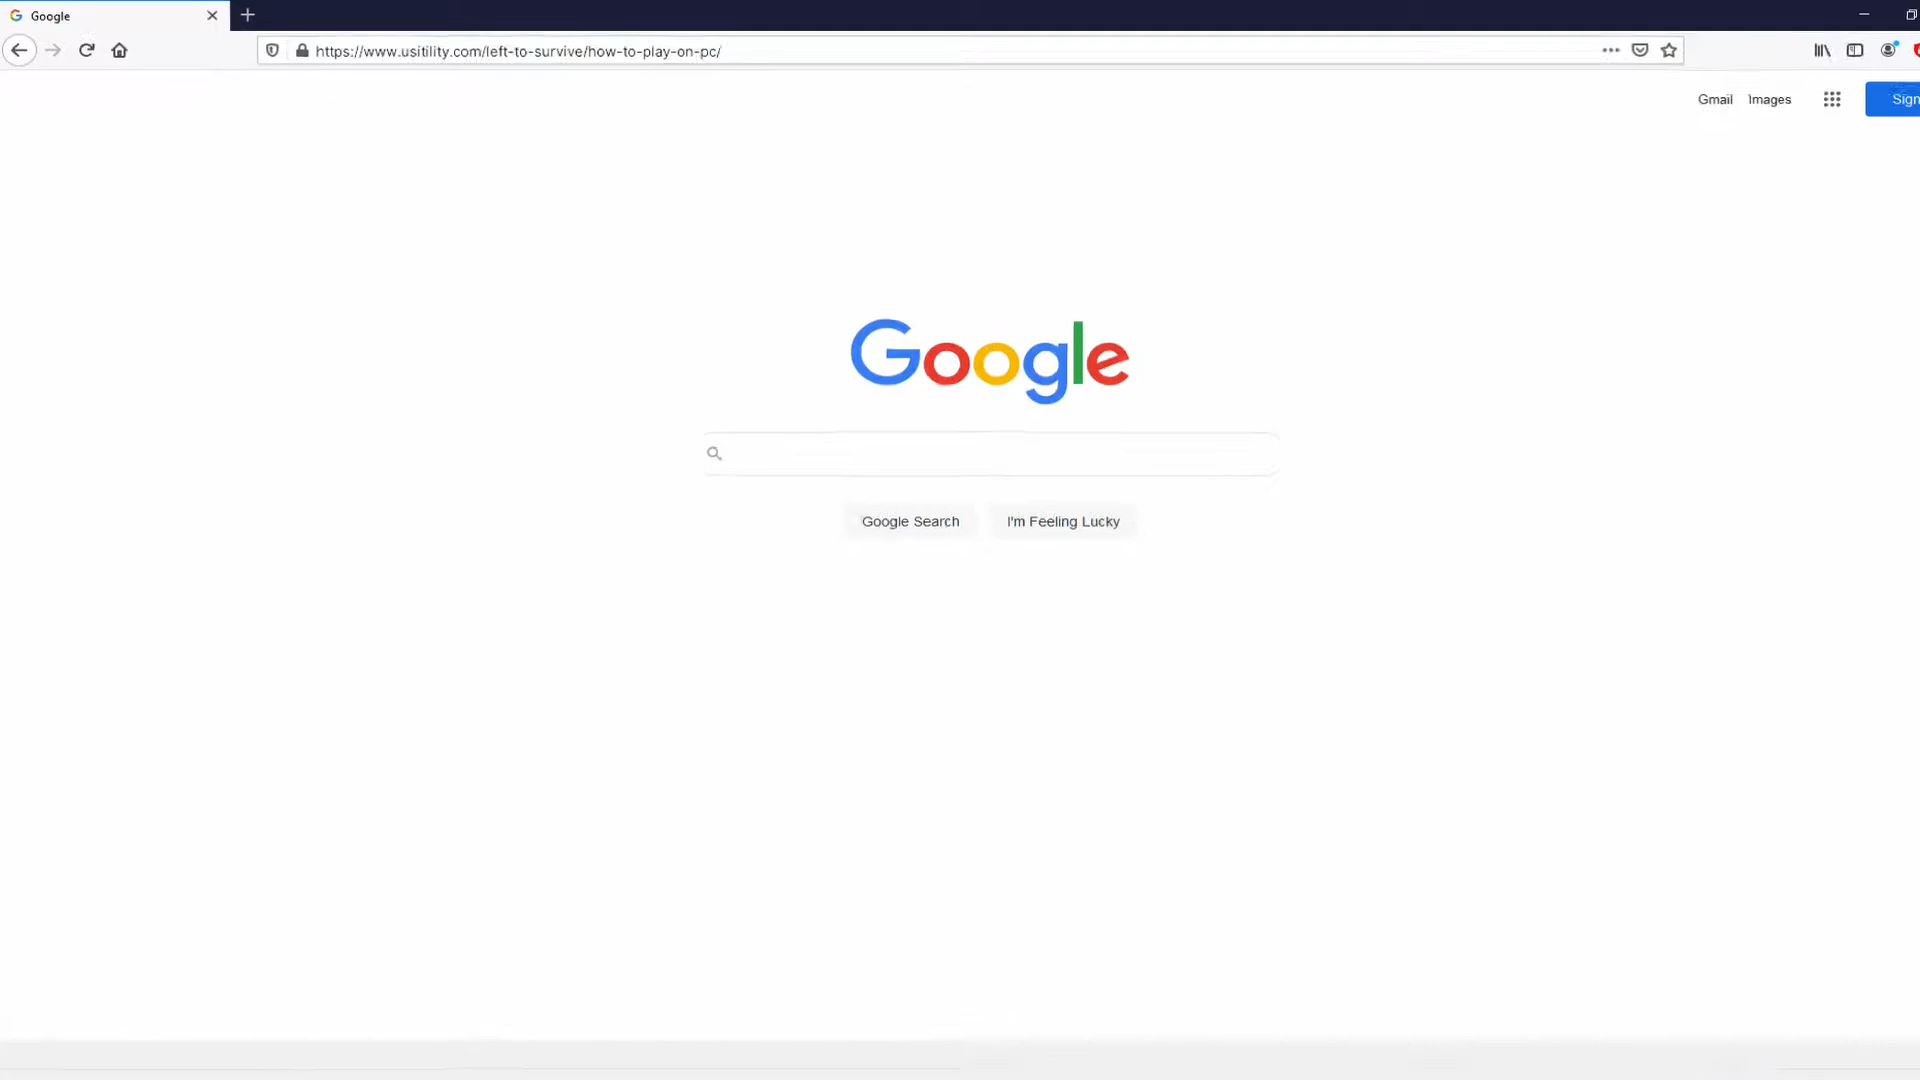 Google
https://www.usitility.com/left-to-survive/how-to-play-on-pc/
Gmail Images Sign
Google
Google Search I'm Feeling Lucky